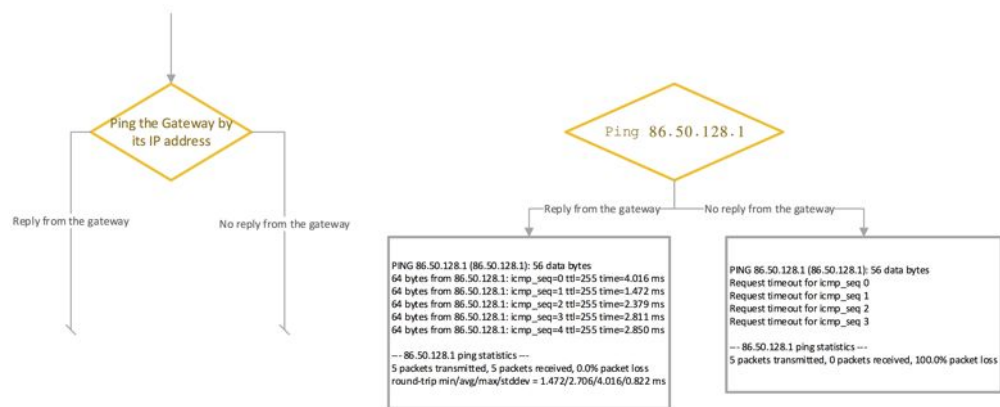 Ping the Gateway by
its IP address
Reply from the gateway
No reply from the gateway
Ping 86.50.128.1
Reply from the gateway
No reply from the gateway
PING 86.50.128.1 (86.50.128.1): 56 data bytes
64 bytes from 86.50.128.1: icmp_seq=0 ttl=255 time=4.016 ms
64 bytes from 86.50.128.1: icmp_seq=1 ttl=255 time=1.472 ms
64 bytes from 86.50.128.1: icmp_seq=2 ttl=255 time=2.379 ms
64 bytes from 86.50.128.1: icmp_seq=3 ttl=255 time=2.811 ms
64 bytes from 86.50.128.1: icmp_seq=4 ttl=255 time=2.850 ms
--- 86.50.128.1 ping statistics ---
5 packets transmitted, 5 packets received, 0.0% packet loss
round-trip min/avg/max/stddev = 1.472/2.706/4.016/0.822 ms
PING 86.50.128.1 (86.50.128.1): 56 data bytes
Request timeout for icmp_seq 0
Request timeout for icmp_seq 1
Request timeout for icmp_seq 2
Request timeout for icmp_seq 3
--- 86.50.128.1 ping statistics ---
5 packets transmitted, 0 packets received, 100.0% packet loss